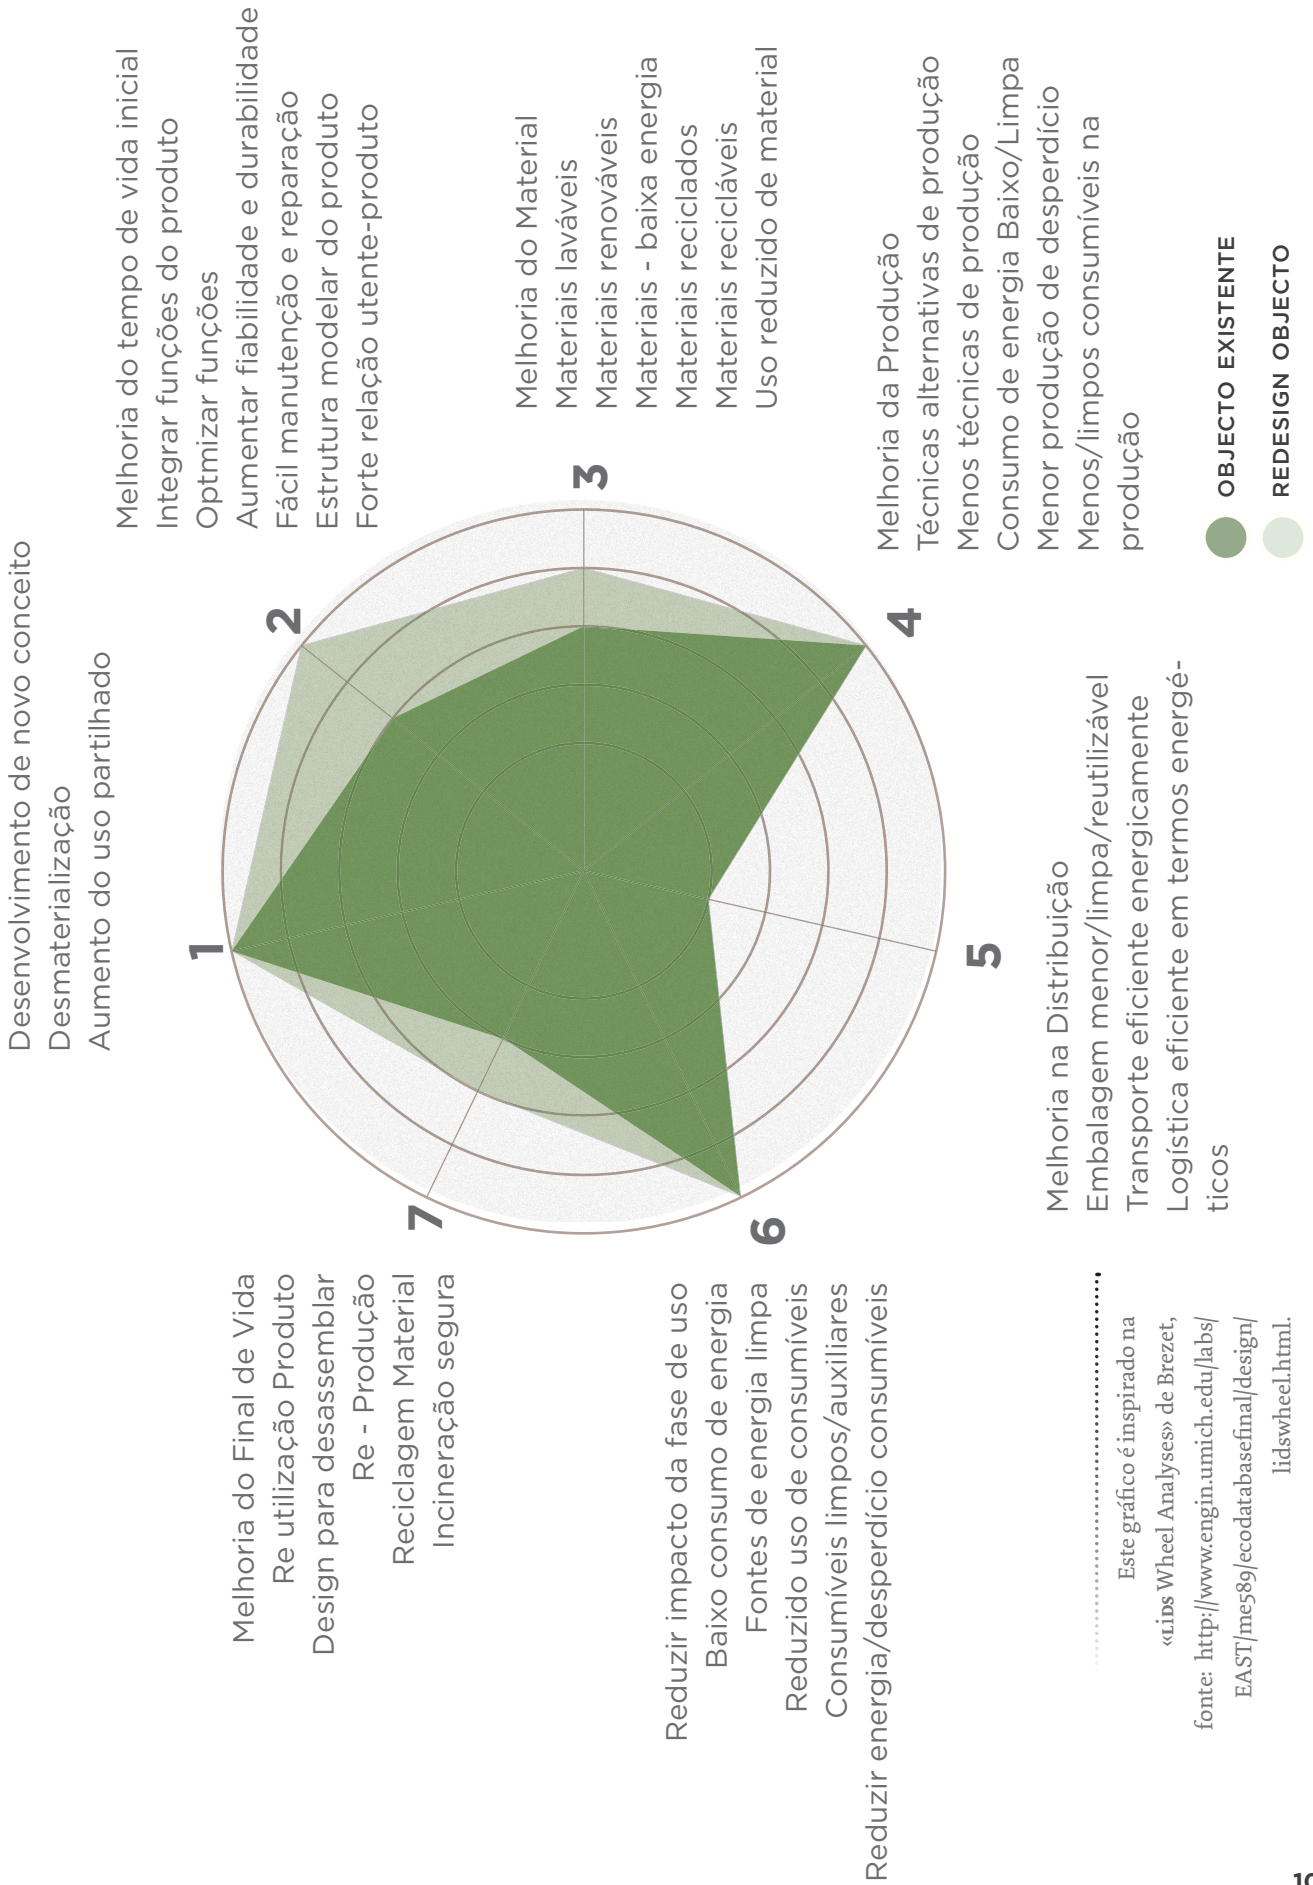 Desenvolvimento de novo conceito
Desmaterialização
Aumento do uso partilhado
1
Melhoria do tempo de vida inicial
Integrar funções do produto
Optmizar funções
Aumentar fiabilidade e durabilidade
Fácil manutenção e reparação
Estrutura modelar do produto
Forte relação utente-produto
2
Melhoria do Material
Materiais laváveis
Materiais renováveis
Materiais - baixa energia
Materiais reciclados
Materiais recicláveis
Uso reduzido de material
3
Melhoria da Produção
Técnicas alternativas de produção
Menos técnicas de produção
Consumo de energia Baixo/Limpa
Menor produção de desperdício
Menos/limpos consumíveis na
produção
4
Melhoria na Distribuição
Embalagem menor/limpa/reutilizável
Transporte eficiente energicamente
Logística eficiente em termos energé-
ticos
5
Reduzir impacto da fase de uso
Baixo consumo de energia
Fontes de energia limpa
Reduzido uso de consumíveis
Consumíveis limpos/auxiliares
Reduzir energia/desperdício consumíveis
6
Melhoria do Final de Vida
Re utilização Produto
Design para desassemblar
Re - Produção
Reciclagem Material
Incineração segura
7
OBJECTO EXISTENTE
REDESIGN OBJECTO
Este gráfico é inspirado na
«LiDS Wheel Analyses» de Brezet,
fonte: http://www.engin.umich.edu/labs/
EAST/me589/ecodatabasefinal/design/
lidswheel.html.